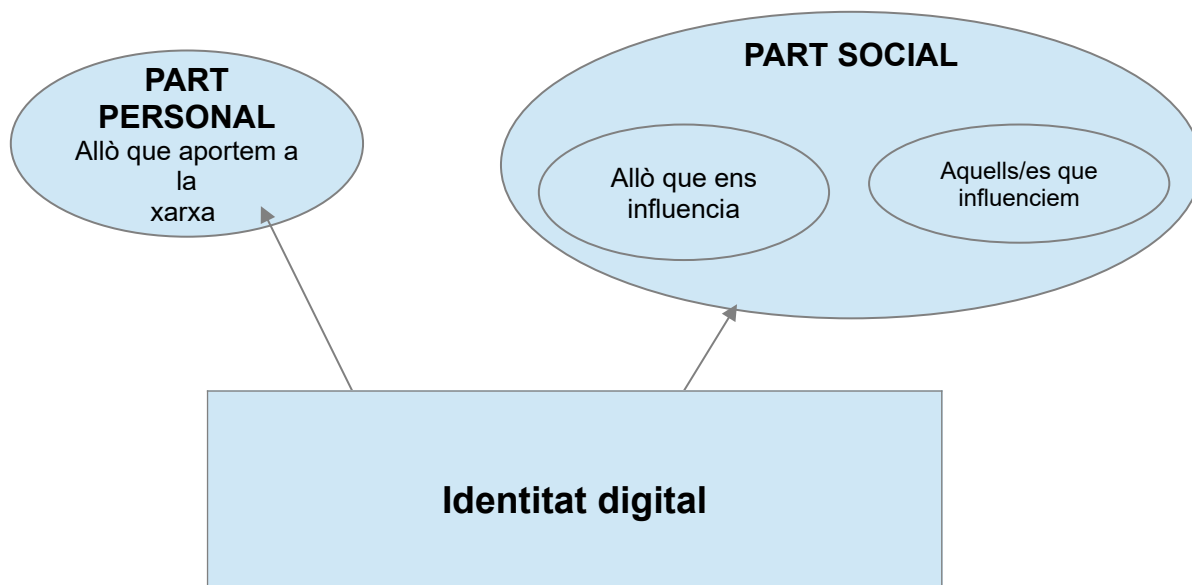 PART
PERSONAL
Allò que aportem a
la
xarxa
PART SOCIAL
Allò que ens
influencia
Aquells/es que
influenciem
Identitat digital